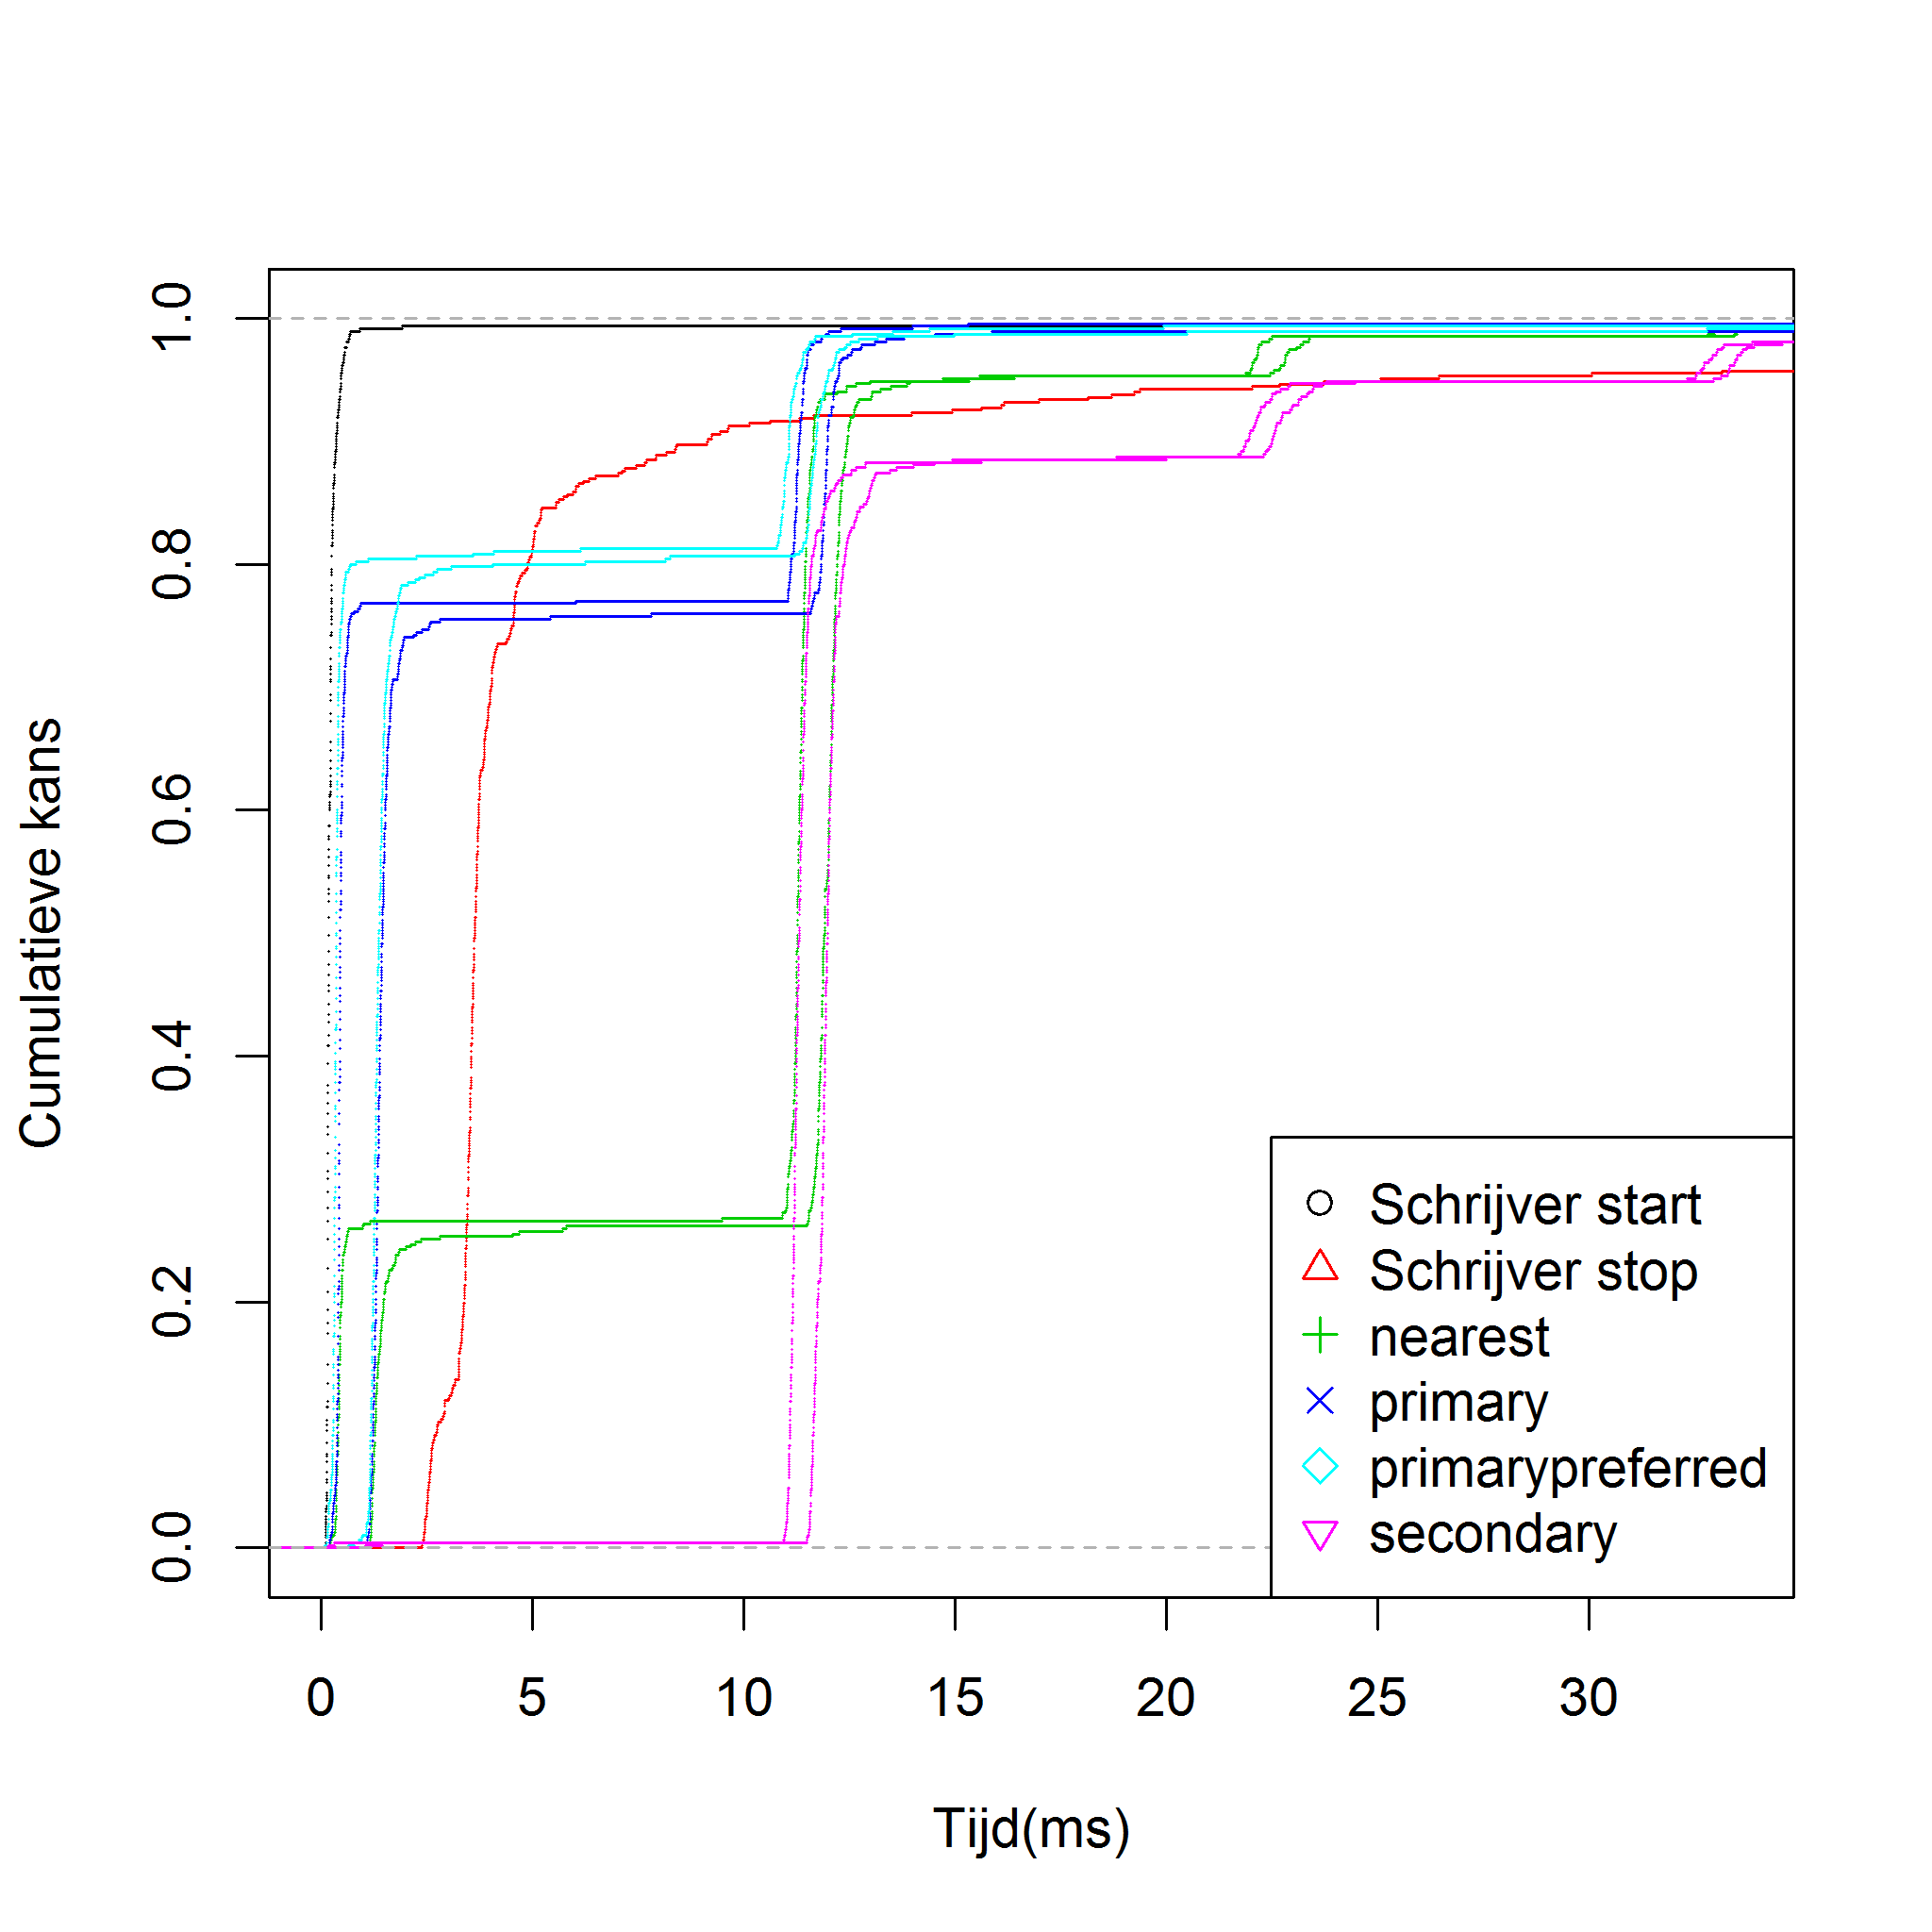 Cumulatieve kans
1.0
0.8
0.6
0.4
0.2
0.0
Schrijver start
Schrijver stop
nearest
primary
primarypreferred
secondary
0 5 10 15 20 25 30
Tijd(ms)